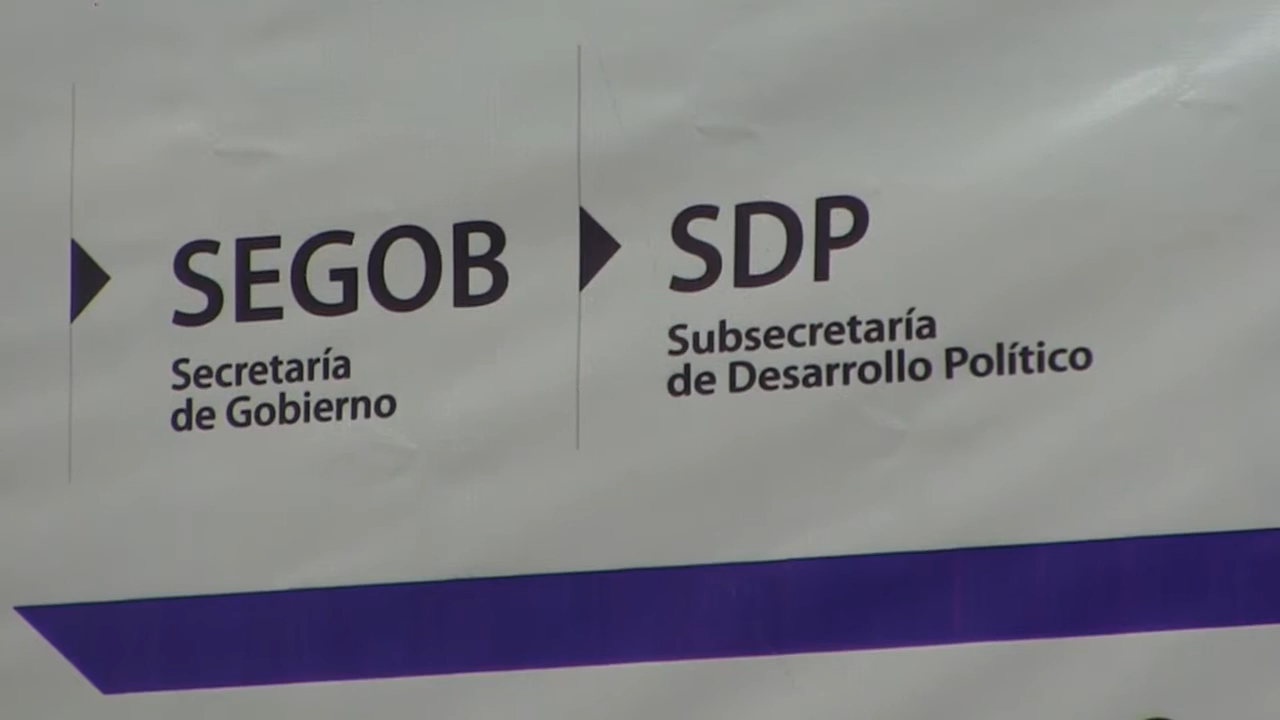 SEGOB
Secretaría
de Gobierno
SDP
Subsecretaría
de Desarrollo Político